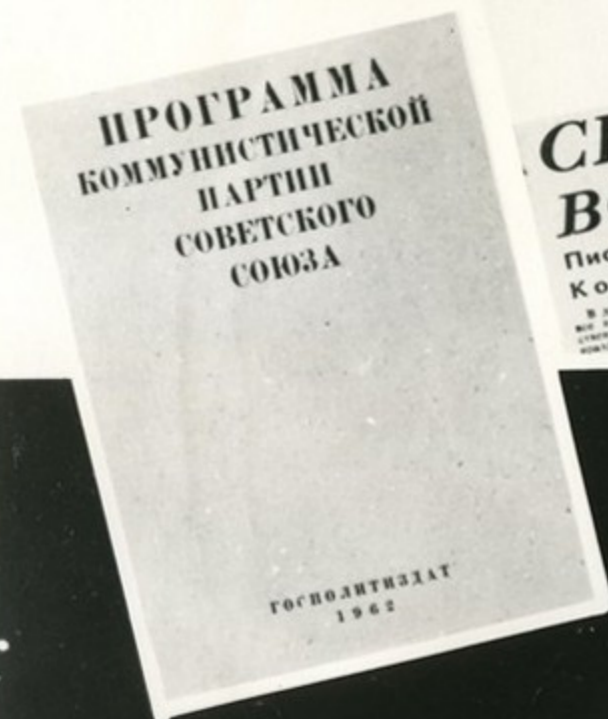 ПРОГРАММА
КОММУНИСТИЧЕСКОЙ
ПАРТИИ
СОВЕТСКОГО
СОЮЗА
ГОСПОЛИТИЗДАТ
1962